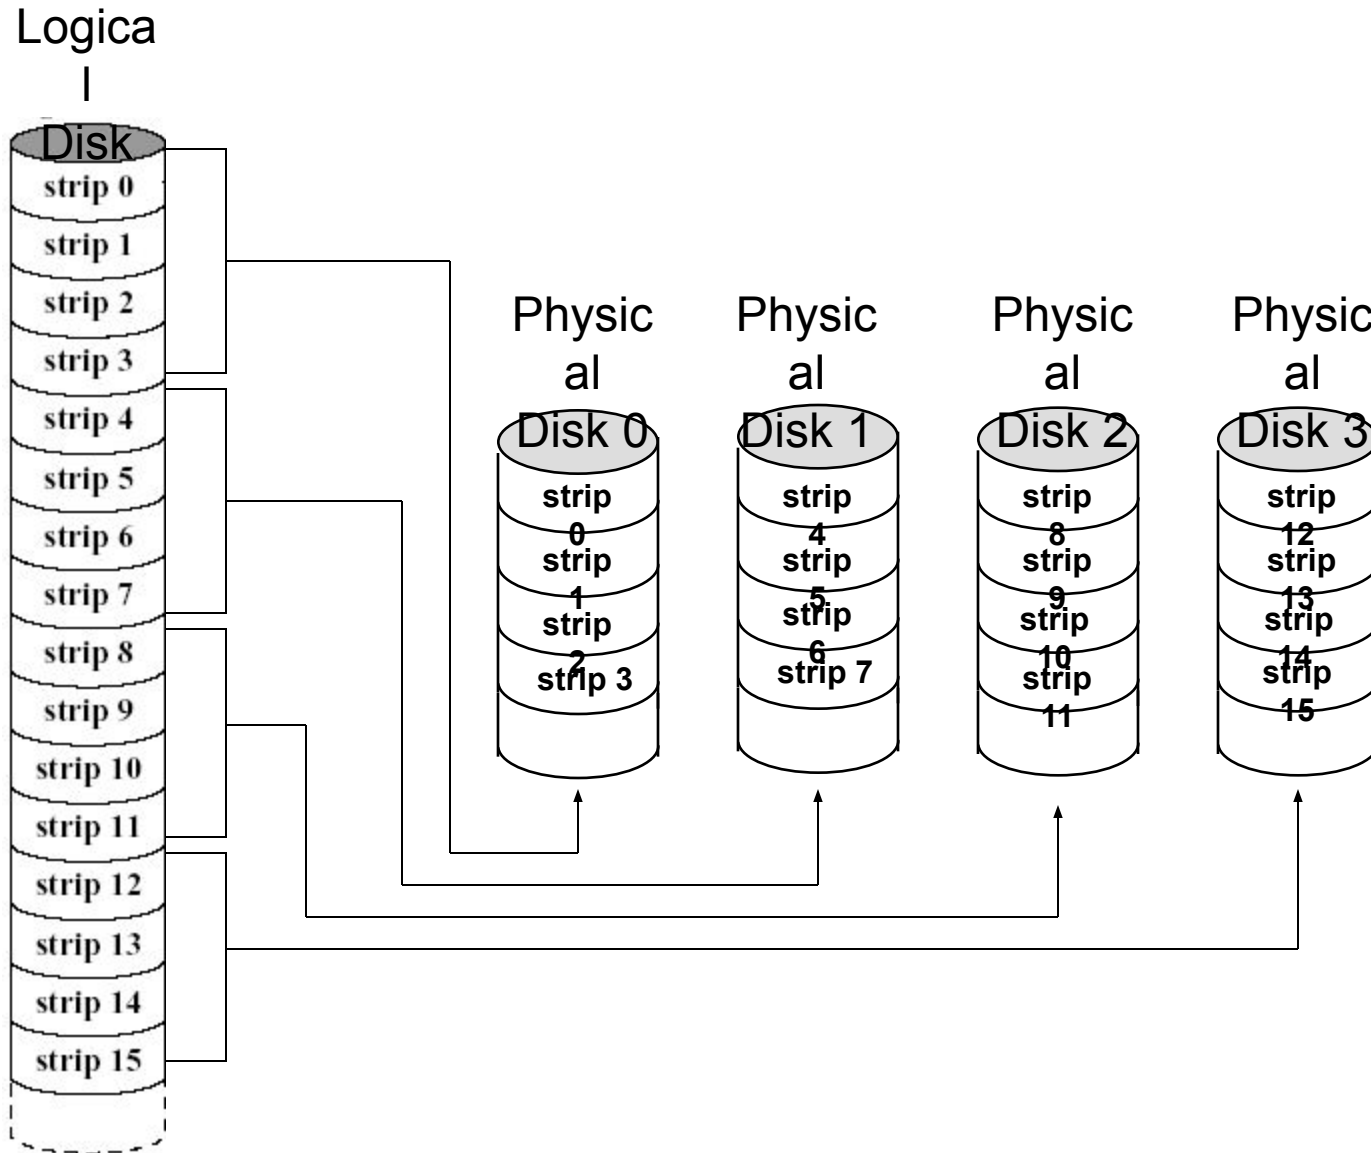 Logica
l
Disk
strip 0
strip 1
strip 2
strip 3
strip 4
strip 5
strip 6
strip 7
strip 8
strip 9
strip 10
strip 11
strip 12
strip 13
strip 14
strip 15
Physic
al
Disk 0
strip
0
strip
1
strip
2
strip 3
Physic
al
Disk 1
strip
4
strip
5
strip
6
strip 7
Physic
al
Disk 2
strip
8
strip
9
strip
10
strip
11
Physic
al
Disk 3
strip
12
strip
13
strip
14
strip
15